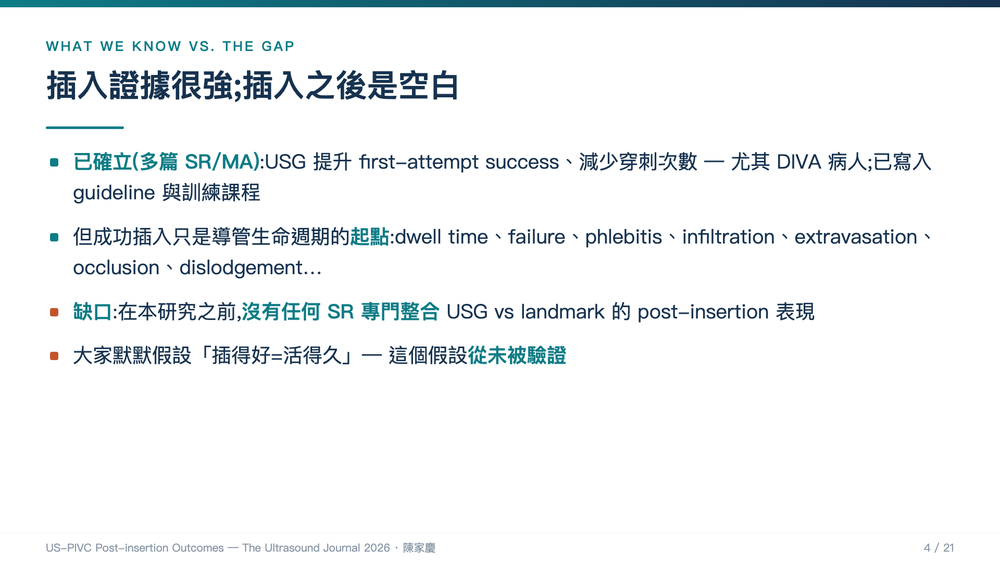 WHAT WE KNOW VS. THE GAP
插入證據很強;插入之後是空白
已確立(多篇 SR/MA):USG 提升 first-attempt success、減少穿刺次數 — 尤其 DIVA 病人;已寫入
guideline 與訓練課程
但成功插入只是導管生命週期的起點:dwell time、failure、phlebitis、infiltration、extravasation、
occlusion、dislodgement…
缺口:在本研究之前,沒有任何 SR 專門整合 USG vs landmark 的 post-insertion 表現
大家默默假設「插得好=活得久」— 這個假設從未被驗證
US-PIVC Post-insertion Outcomes — The Ultrasound Journal 2026 · 陳家慶
4 / 21